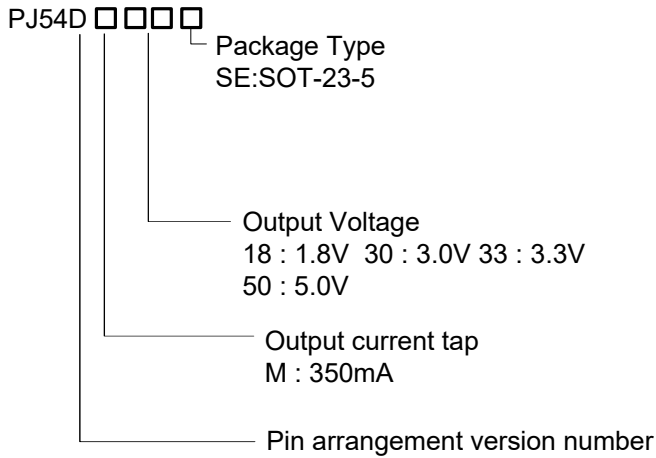 PJ54D □ □□ □
Package Type
SE:SOT-23-5
Output Voltage
18 : 1.8V 30 : 3.0V 33 : 3.3V
50 : 5.0V
Output current tap
M : 350mA
Pin arrangement version number